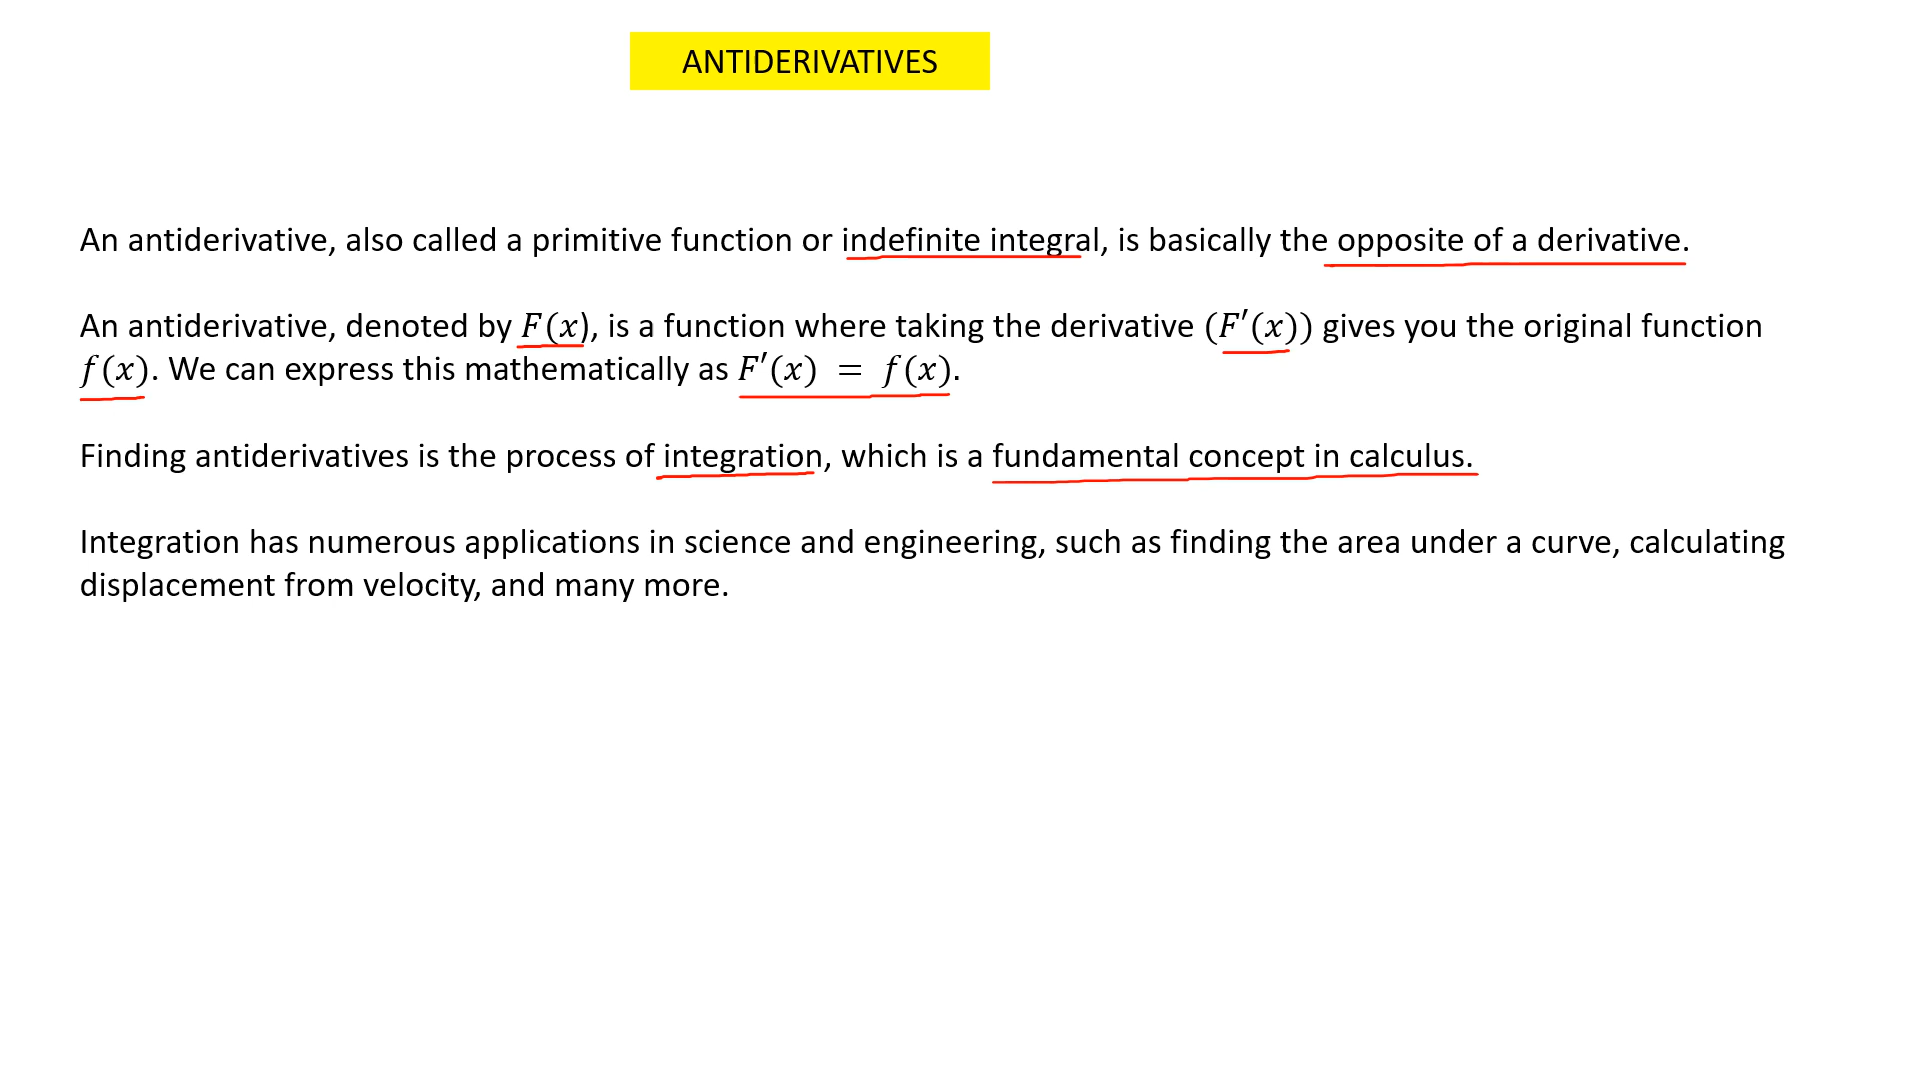 ANTIDERIVATIVES
An antiderivative, also called a primitive function or indefinite integral, is basically the opposite of a derivative.
An antiderivative, denoted by F(x), is a function where taking the derivative (F′(x)) gives you the original function
f(x). We can express this mathematically as F′(x) = f(x).
Finding antiderivatives is the process of integration, which is a fundamental concept in calculus.
Integration has numerous applications in science and engineering, such as finding the area under a curve, calculating
displacement from velocity, and many more.